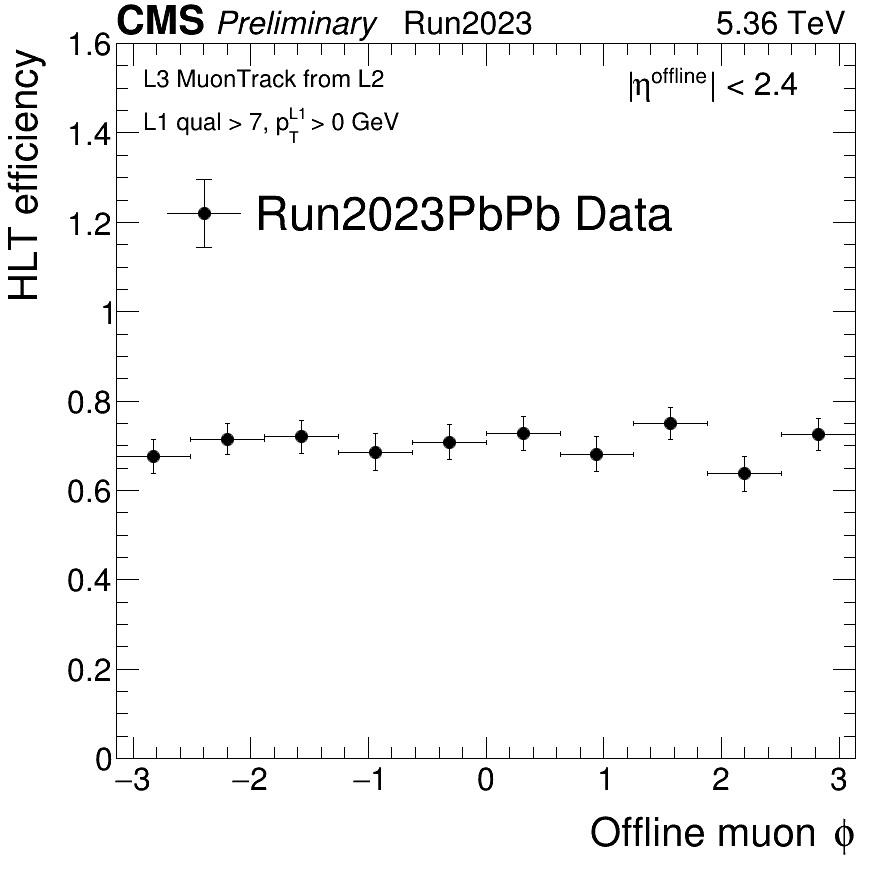 CMS Preliminary Run2023 5.36 TeV
L3 MuonTrack from L2
|η^offline| < 2.4
L1 qual > 7, p_T^L1 > 0 GeV
Run2023PbPb Data
HLT efficiency
1.6
1.4
1.2
1
0.8
0.6
0.4
0.2
0
−3 −2 −1 0 1 2 3
Offline muon ϕ